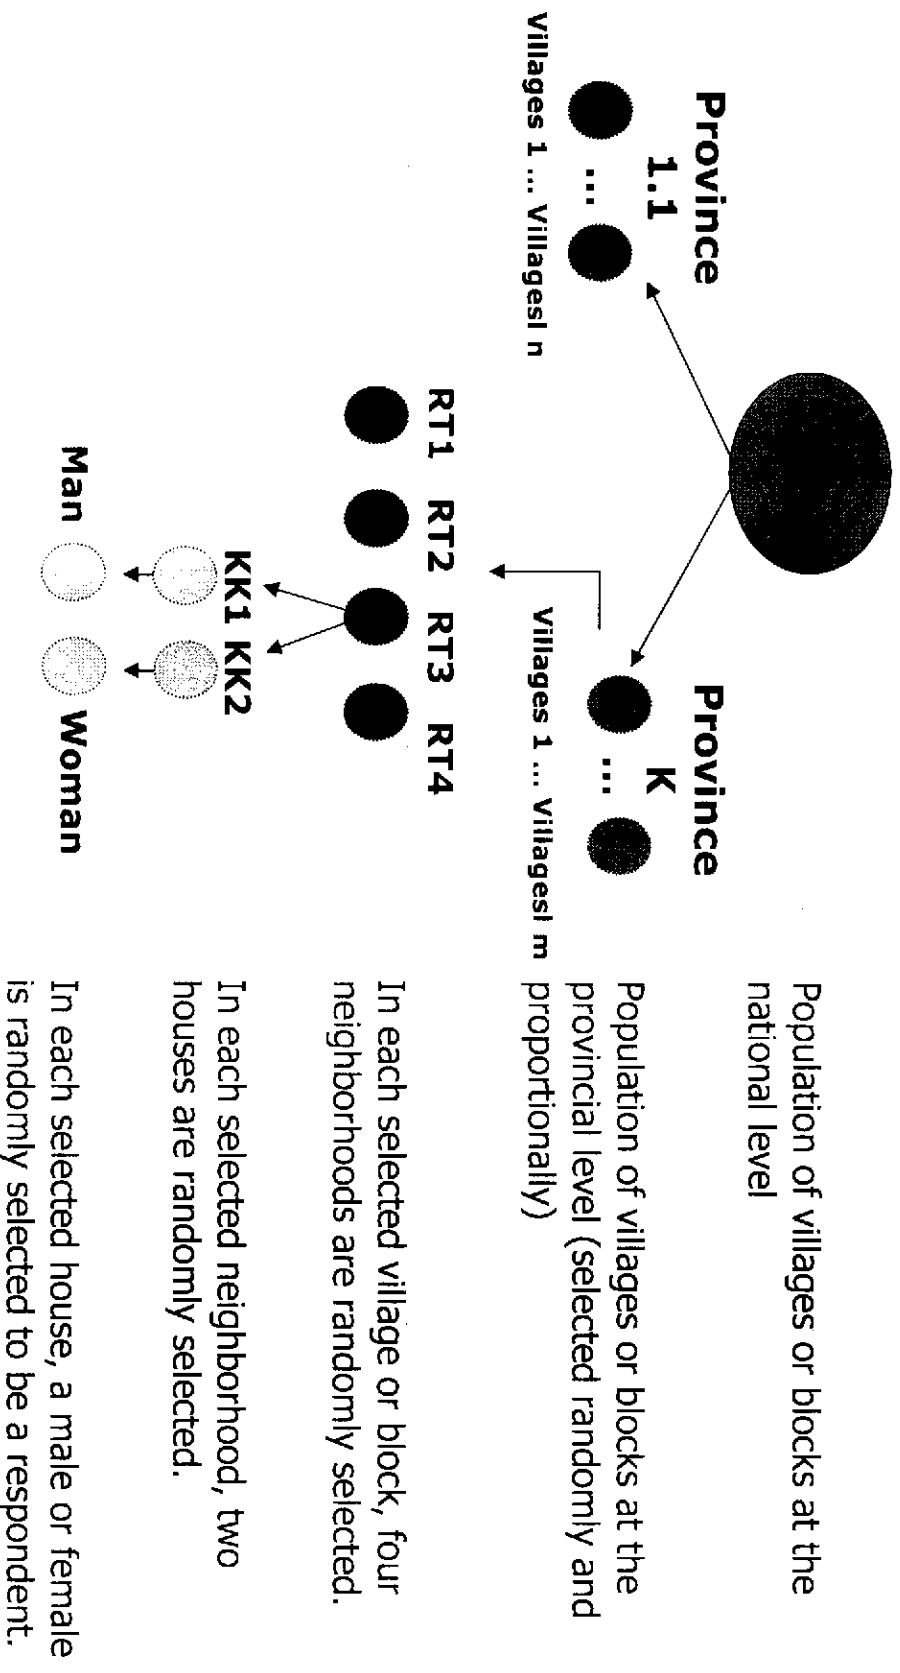 Population of villages or blocks at the
national level
Province
1.1
Province
K
... ...
Villages 1 ... Villagesl n
Villages 1 ... Villagesl m
Population of villages or blocks at the
provincial level (selected randomly and
proportionally)
RT1 RT2 RT3 RT4
In each selected village or block, four
neighborhoods are randomly selected.
KK1 KK2
In each selected neighborhood, two
houses are randomly selected.
Man Woman
In each selected house, a male or female
is randomly selected to be a respondent.